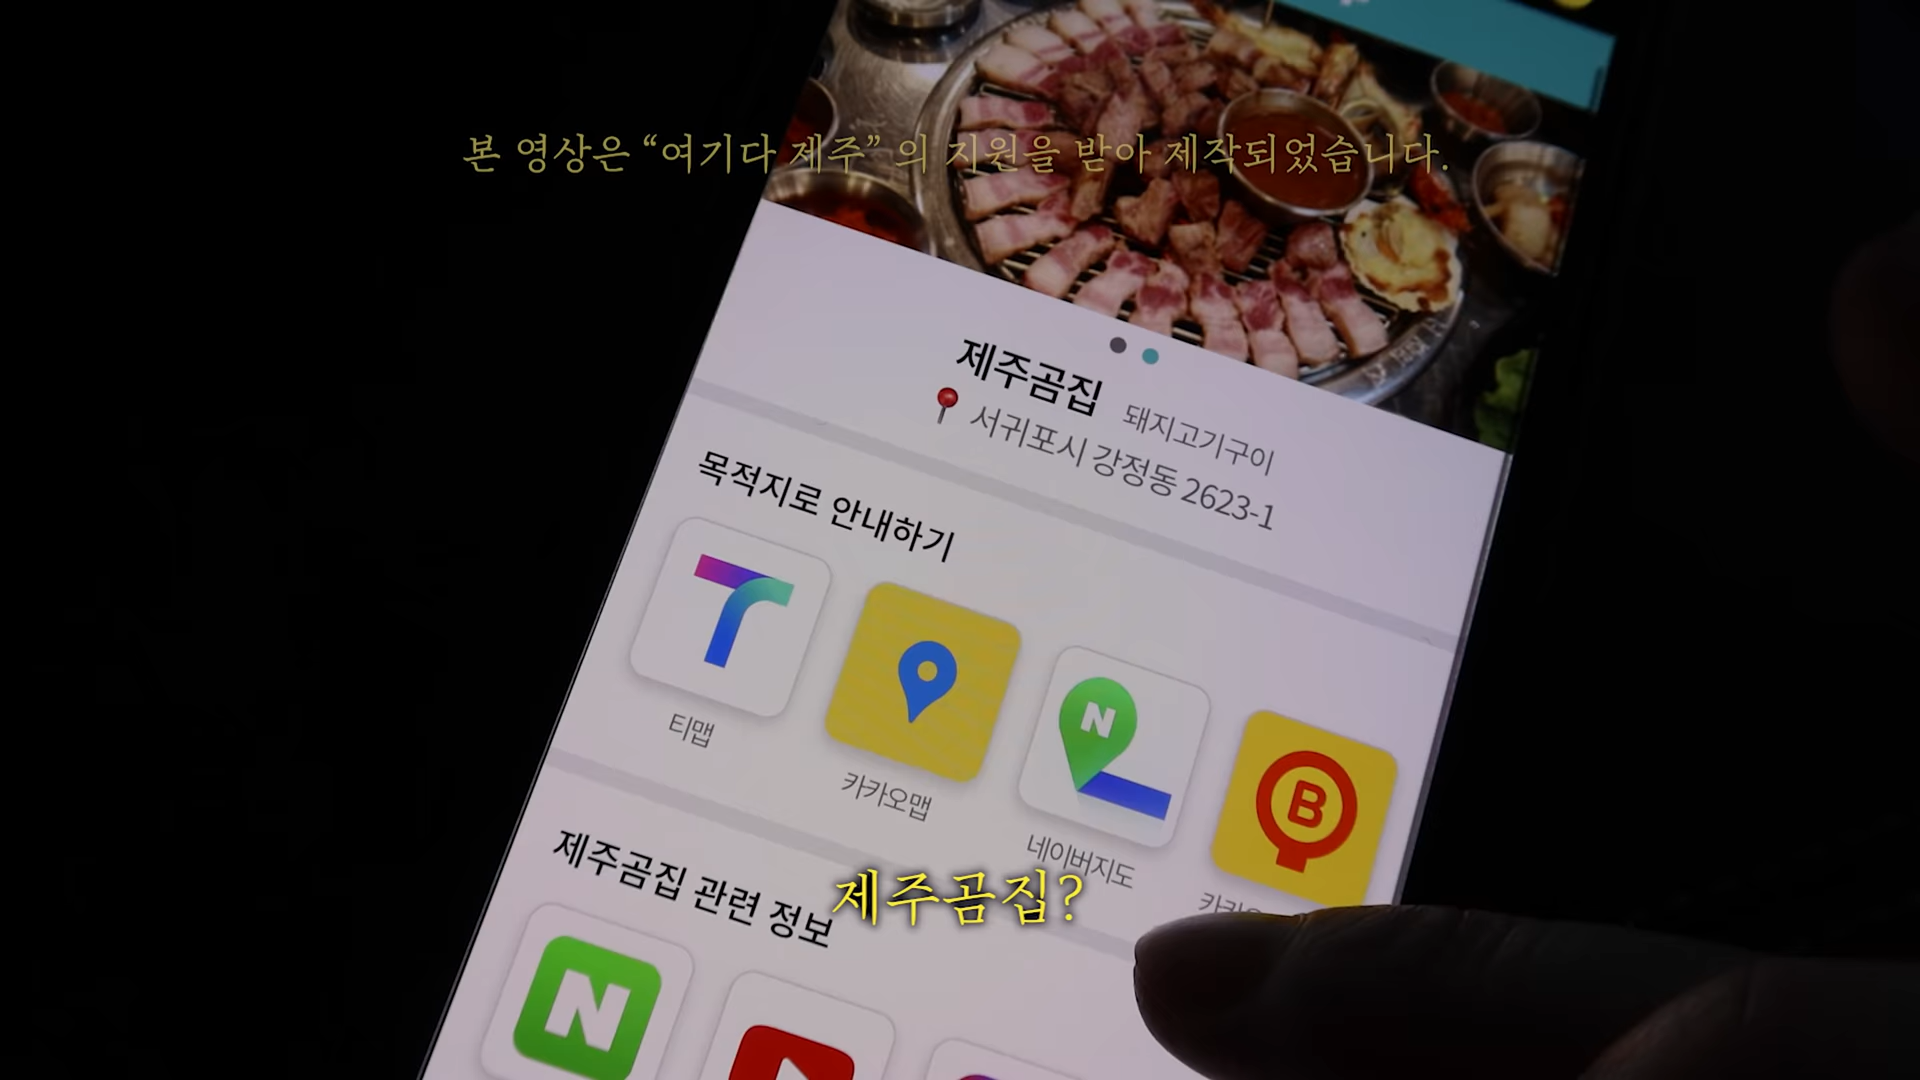 본 영상은 “여기다 제주” 의 지원을 받아 제작되었습니다.
제주곰집 돼지고기구이
서귀포시 강정동 2623-1
목적지로 안내하기
티맵
카카오맵
N
네이버지도
B
제주곰집 관련 정보
제주곰집?
N